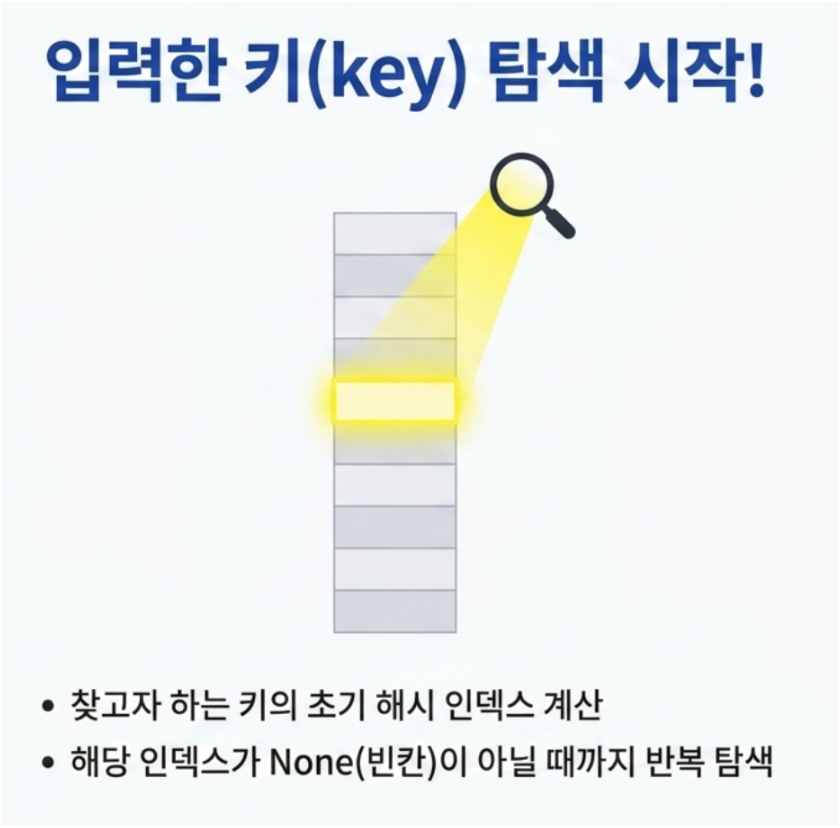 입력한 키(key) 탐색 시작!
• 찾고자 하는 키의 초기 해시 인덱스 계산
• 해당 인덱스가 None(빈칸)이 아닐 때까지 반복 탐색